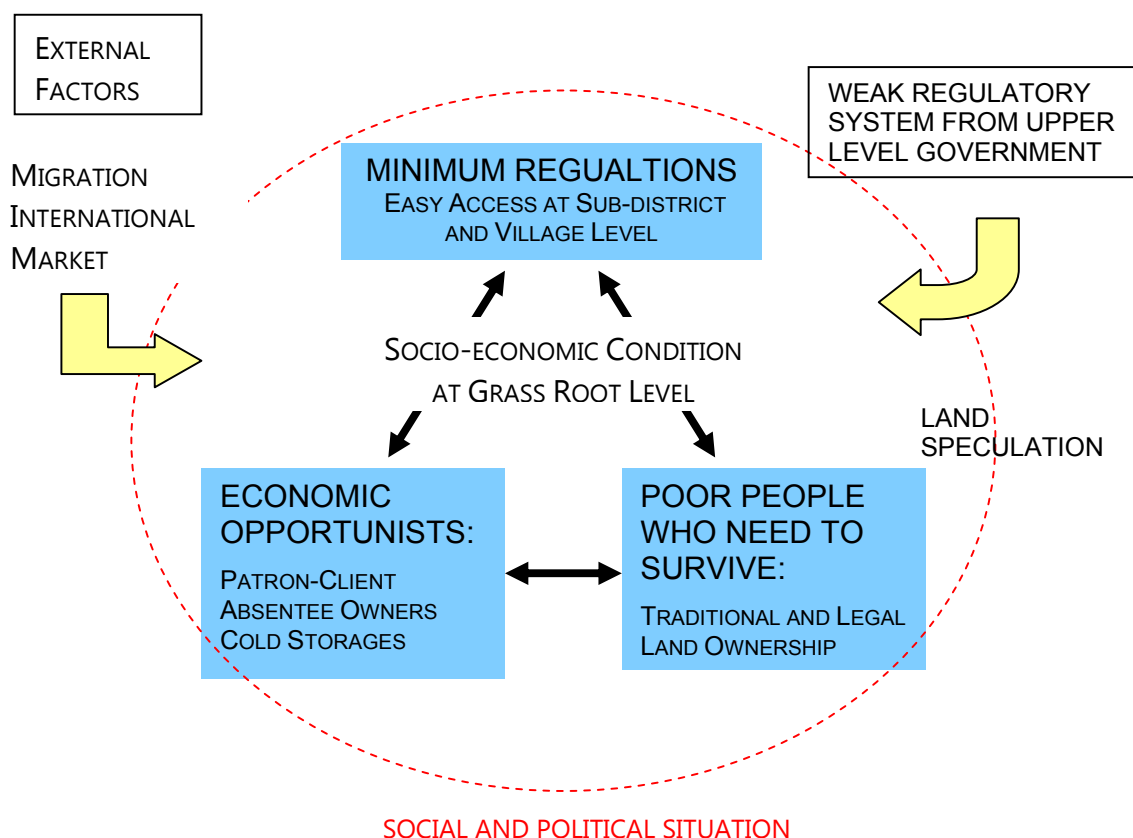 EXTERNAL
FACTORS
WEAK REGULATORY
SYSTEM FROM UPPER
LEVEL GOVERNMENT
MIGRATION
INTERNATIONAL
MARKET
MINIMUM REGUALTIONS
EASY ACCESS AT SUB-DISTRICT
AND VILLAGE LEVEL
SOCIO-ECONOMIC CONDITION
AT GRASS ROOT LEVEL
LAND
SPECULATION
ECONOMIC
OPPORTUNISTS:
PATRON-CLIENT
ABSENTEE OWNERS
COLD STORAGES
POOR PEOPLE
WHO NEED TO
SURVIVE:
TRADITIONAL AND LEGAL
LAND OWNERSHIP
SOCIAL AND POLITICAL SITUATION